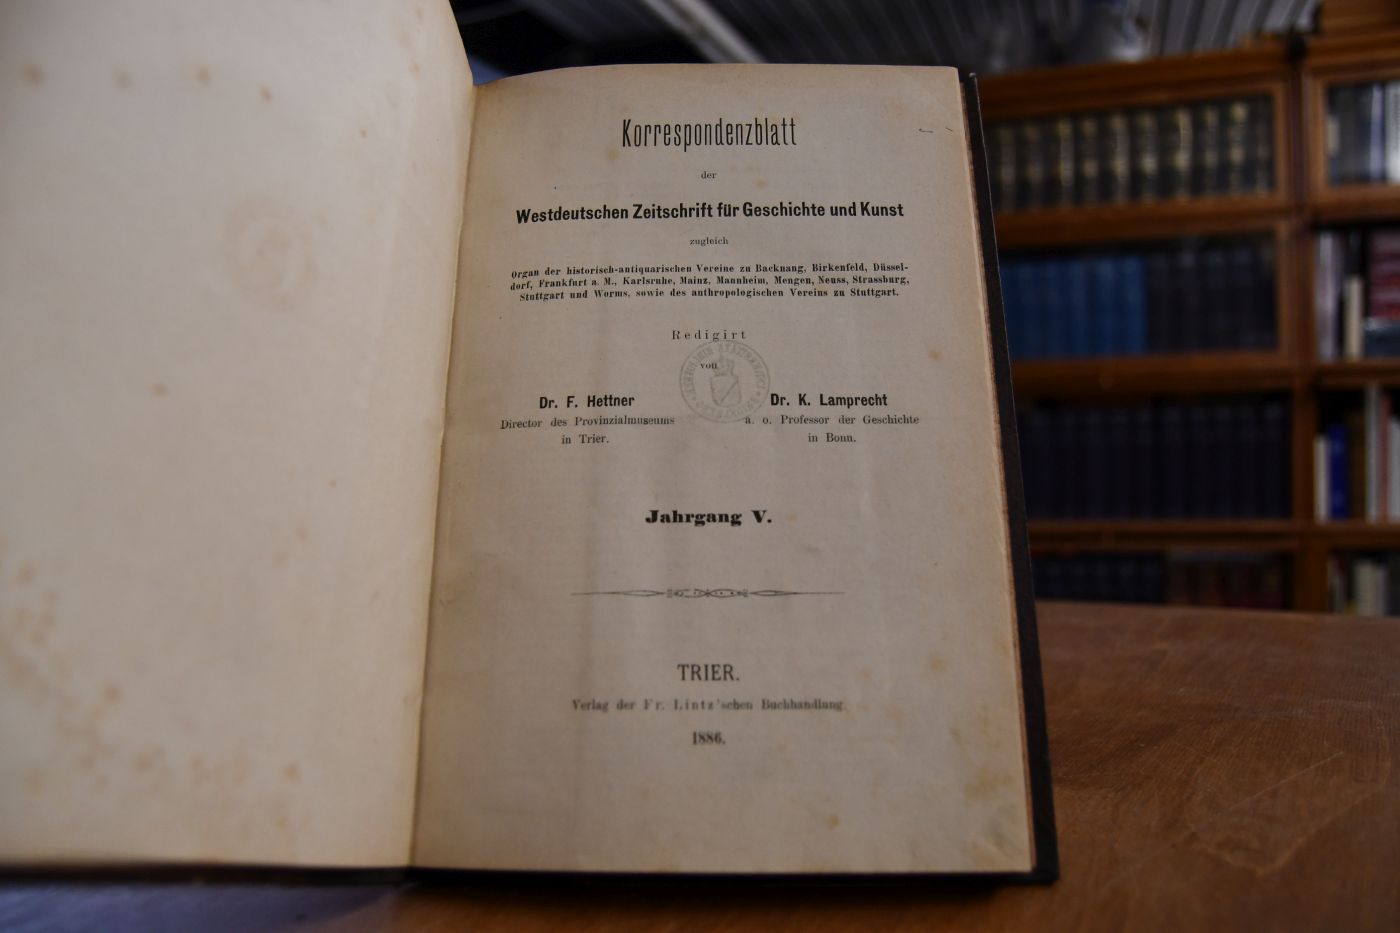 Korrespondenzblatt
der
Westdeutschen Zeitschrift für Geschichte und Kunst
zugleich
Organ der historisch-antiquarischen Vereine zu Backnang, Birkenfeld, Düssel-
dorf, Frankfurt a. M., Karlsruhe, Mainz, Mannheim, Mengen, Neuss, Strassburg,
Stuttgart und Worms, sowie des anthropologischen Vereins zu Stuttgart.
Redigirt
von
Dr. F. Hettner
Director des Provinzialmuseums
in Trier.
Dr. K. Lamprecht
a. o. Professor der Geschichte
in Bonn.
Jahrgang V.
TRIER.
Verlag der Fr. Lintz'schen Buchhandlung
1886.